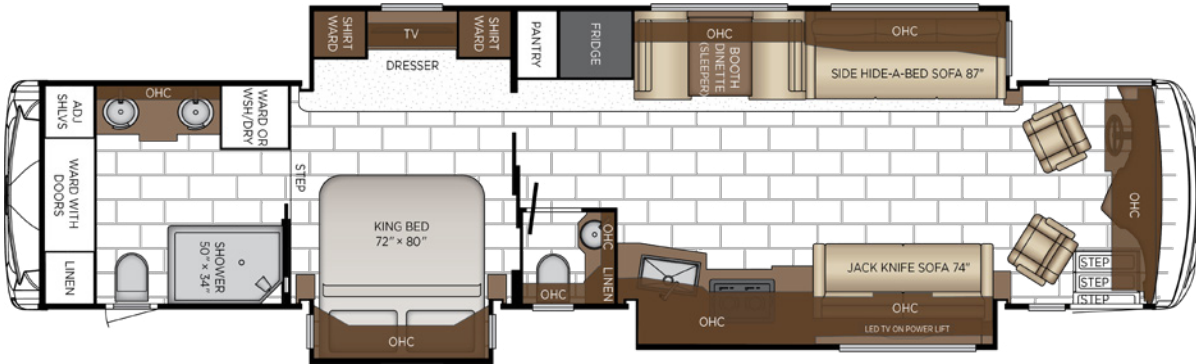 SHIRT
WARD
TV
SHIRT
WARD
DRESSER
PANTRY
FRIDGE
OHC
BOOTH
DINETTE
(SLEEPER)
OHC
SIDE HIDE-A-BED SOFA 87"
ADJ
SHLVS
OHC
WARD OR
WSH/DRY
WARD WITH
DOORS
LINEN
SHOWER
50" x 34"
STEP
KING BED
72" x 80"
OHC
OHC
LINEN
OHC
OHC
JACK KNIFE SOFA 74"
OHC
LED TV ON POWER LIFT
OHC
STEP
STEP
STEP